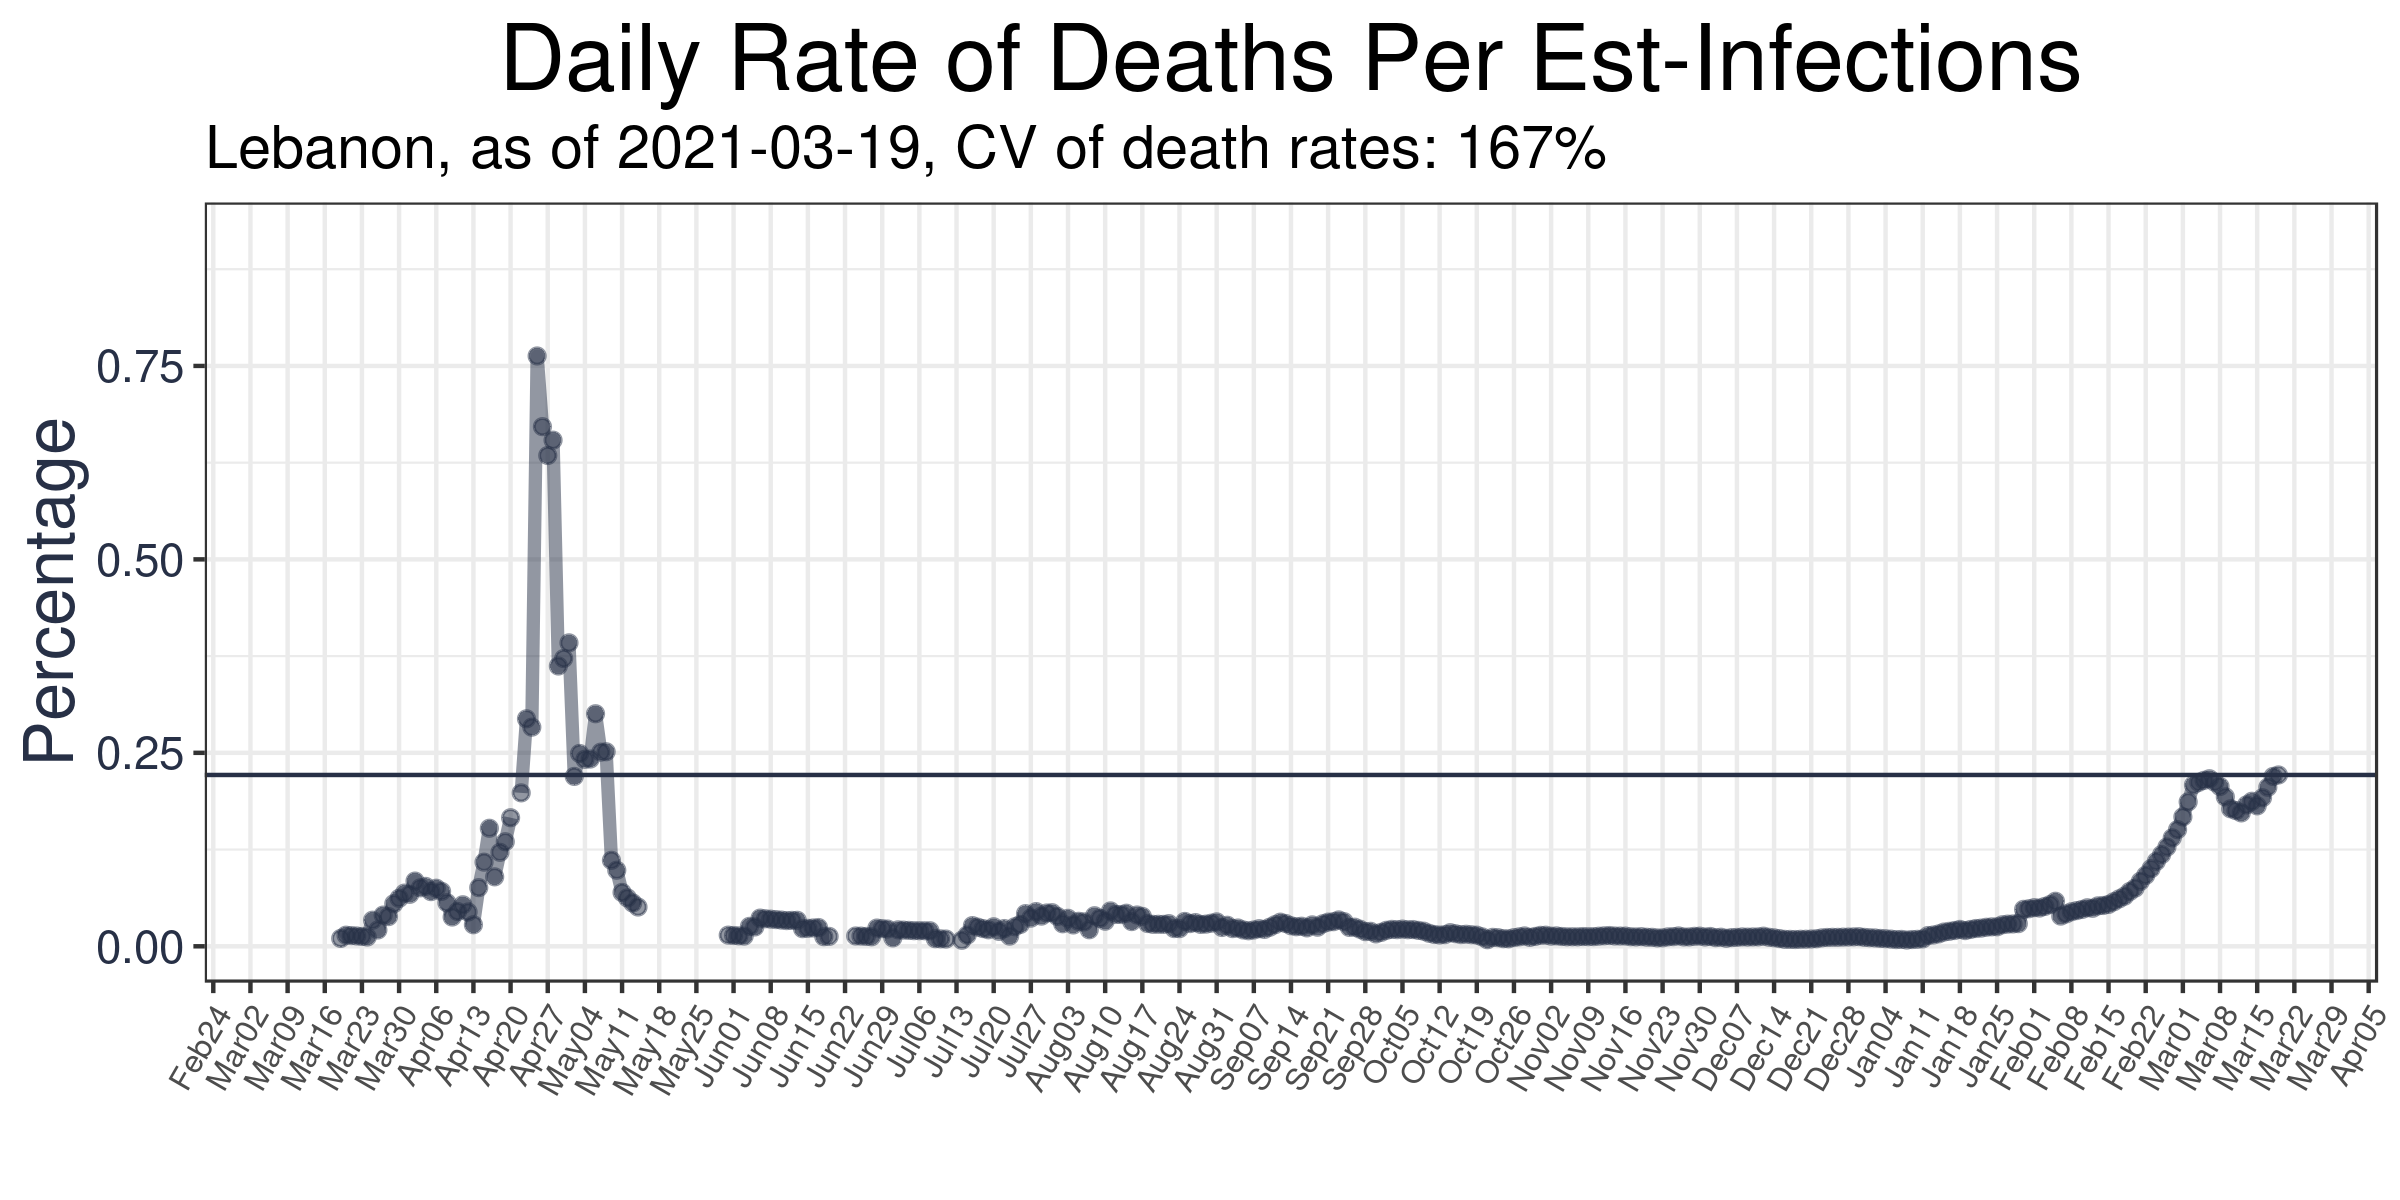 Daily Rate of Deaths Per Est-Infections
Lebanon, as of 2021-03-19, CV of death rates: 167%
Percentage
0.75
0.50
0.25
0.00
Feb24 Mar02 Mar09 Mar16 Mar23 Mar30 Apr06 Apr13 Apr20 Apr27 May04 May11 May18 May25 Jun01 Jun08 Jun15 Jun22 Jun29 Jul06 Jul13 Jul20 Jul27 Aug03 Aug10 Aug17 Aug24 Aug31 Sep07 Sep14 Sep21 Sep28 Oct05 Oct12 Oct19 Oct26 Nov02 Nov09 Nov16 Nov23 Nov30 Dec07 Dec14 Dec21 Dec28 Jan04 Jan11 Jan18 Jan25 Feb01 Feb08 Feb15 Feb22 Mar01 Mar08 Mar15 Mar22 Mar29 Apr05